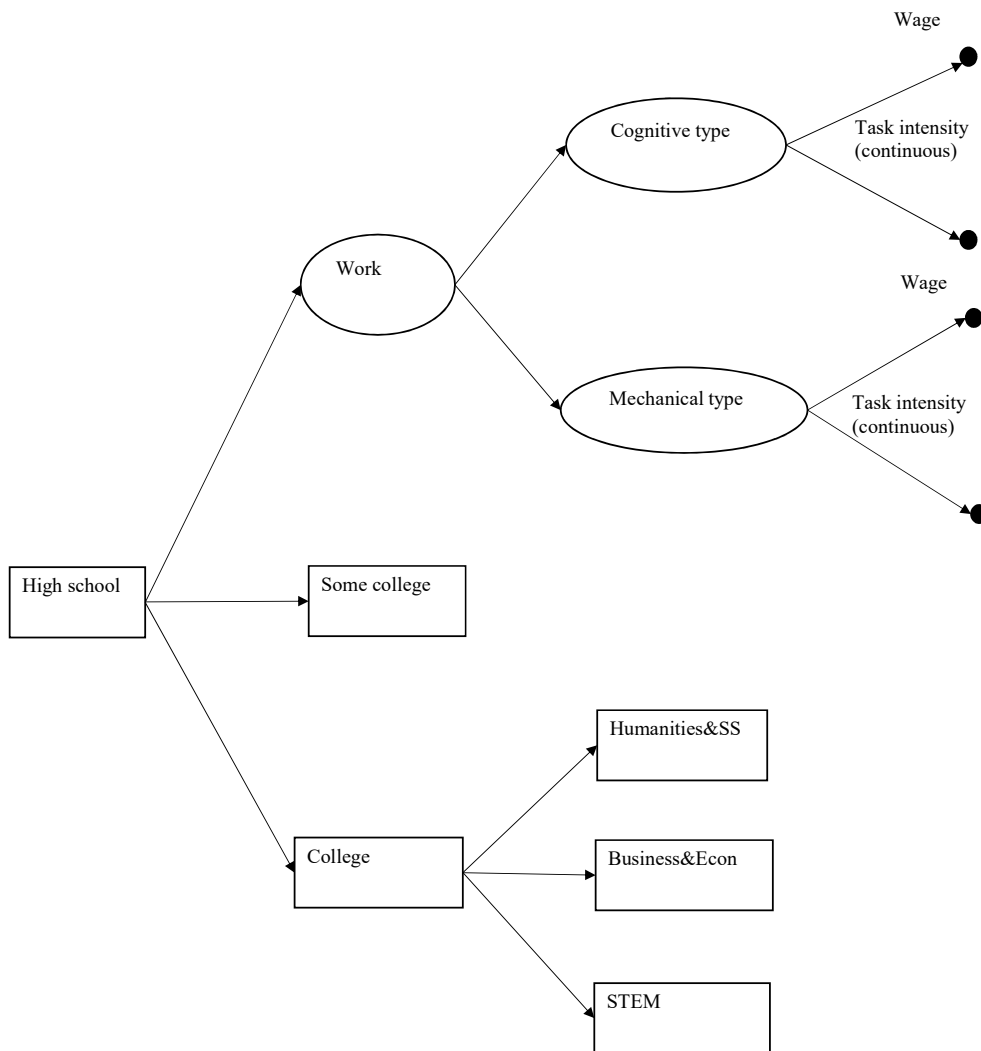 Wage
Cognitive type
Task intensity
(continuous)
Work
Wage
Mechanical type
Task intensity
(continuous)
High school
Some college
Humanities&SS
College
Business&Econ
STEM